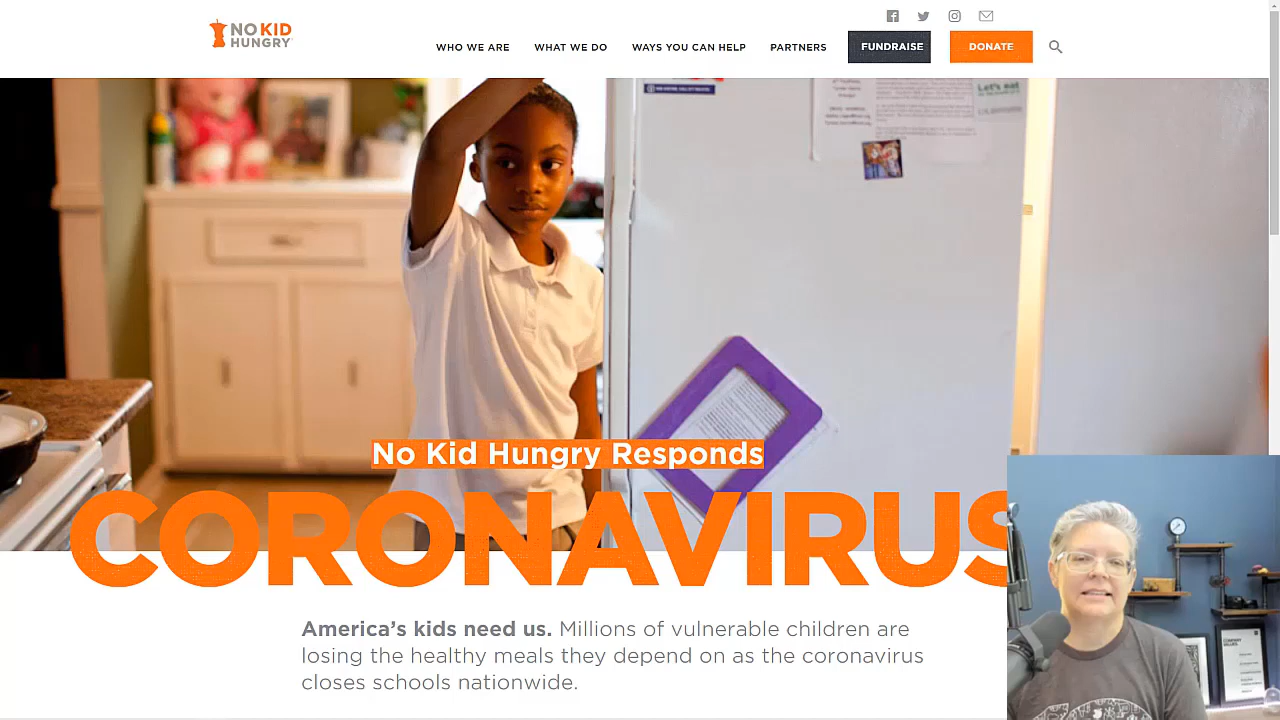 NO KID
HUNGRY
WHO WE ARE
WHAT WE DO
WAYS YOU CAN HELP
PARTNERS
FUNDRAISE
DONATE
Let's eat
No Kid Hungry Responds
CORONAVIRUS
America's kids need us. Millions of vulnerable children are
losing the healthy meals they depend on as the coronavirus
closes schools nationwide.